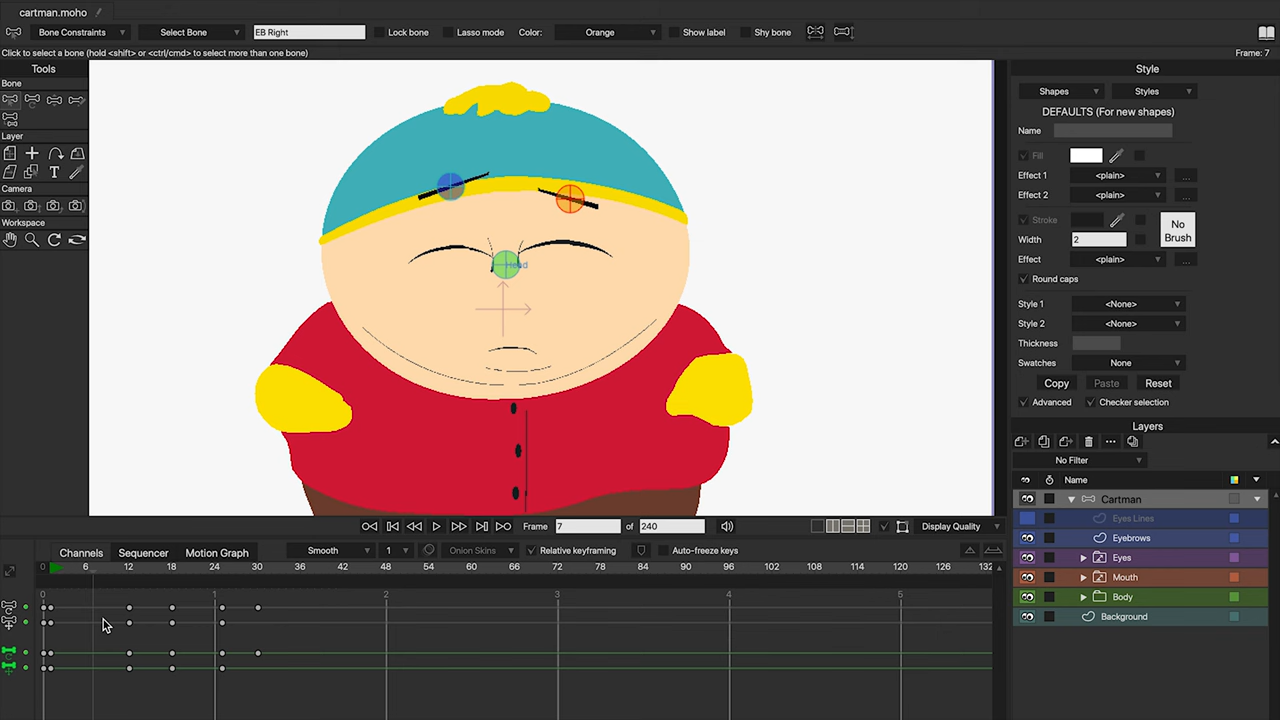 cartman.moho
Bone Constraints Select Bone EB Right Lock bone Lasso mode Color: Orange Show label Shy bone
Click to select a bone (hold <shift> or <ctrl/cmd> to select more than one bone) Frame: 7
Tools
Bone
Layer
T
Camera
Workspace
Head
Style
Shapes Styles
DEFAULTS (For new shapes)
Name
Fill
Effect 1 <plain> ...
Effect 2 <plain> ...
Stroke
No Brush
Width 2
Effect <plain> ...
Round caps
Style 1 <None>
Style 2 <None>
Thickness
Swatches None
Copy Paste Reset
Advanced Checker selection
Layers
No Filter
Name
Cartman
Eyes Lines
Eyebrows
Eyes
Mouth
Body
Background
Frame 7 of 240 Display Quality
Channels Sequencer Motion Graph Smooth 1 Onion Skins Relative keyframing Auto-freeze keys
0 6 12 18 24 30 36 42 48 54 60 66 72 78 84 90 96 102 108 114 120 126 132
0 1 2 3 4 5